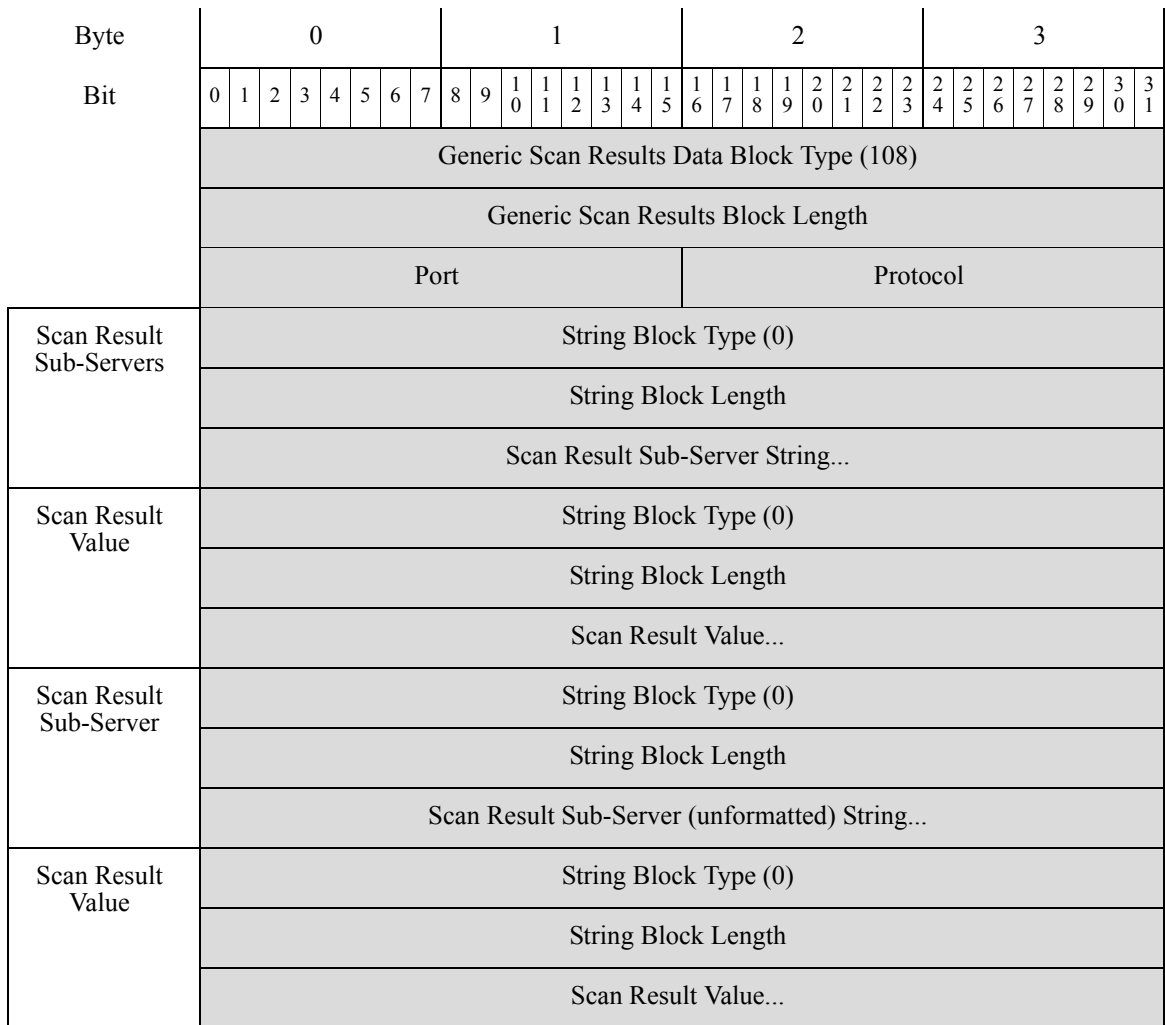 Byte 0 1 2 3
Bit 0 1 2 3 4 5 6 7 8 9 10 11 12 13 14 15 16 17 18 19 20 21 22 23 24 25 26 27 28 29 30 31
Generic Scan Results Data Block Type (108)
Generic Scan Results Block Length
Port Protocol
Scan Result
Sub-Servers
String Block Type (0)
String Block Length
Scan Result Sub-Server String...
Scan Result
Value
String Block Type (0)
String Block Length
Scan Result Value...
Scan Result
Sub-Server
String Block Type (0)
String Block Length
Scan Result Sub-Server (unformatted) String...
Scan Result
Value
String Block Type (0)
String Block Length
Scan Result Value...